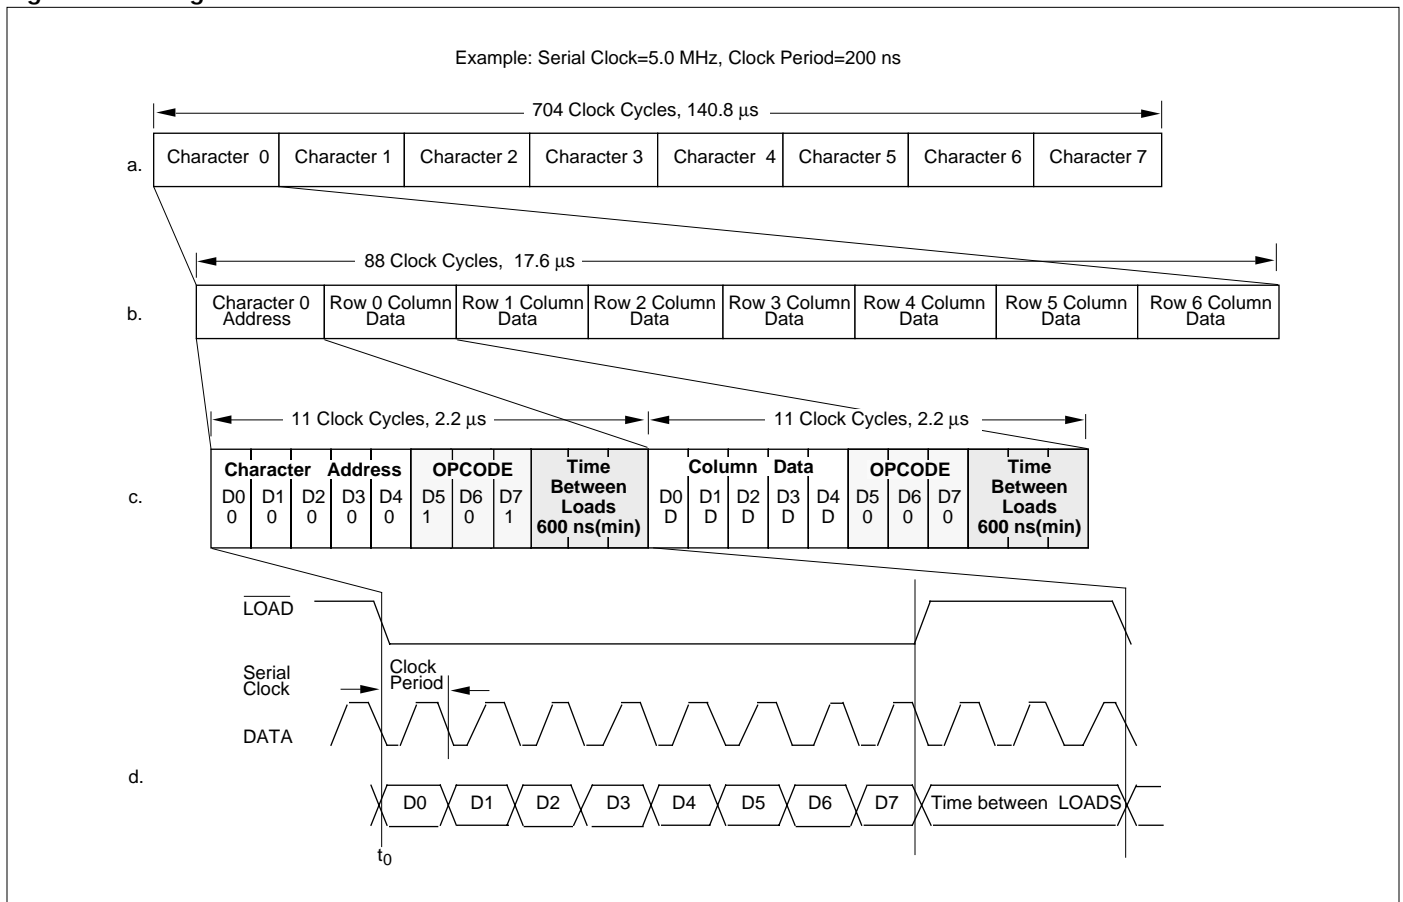 Example: Serial Clock=5.0 MHz, Clock Period=200 ns
704 Clock Cycles, 140.8 µs
a.
Character 0 Character 1 Character 2 Character 3 Character 4 Character 5 Character 6 Character 7
88 Clock Cycles, 17.6 µs
b.
Character 0 Address
Row 0 Column Data
Row 1 Column Data
Row 2 Column Data
Row 3 Column Data
Row 4 Column Data
Row 5 Column Data
Row 6 Column Data
11 Clock Cycles, 2.2 µs
11 Clock Cycles, 2.2 µs
c.
Character Address OPCODE
D0 D1 D2 D3 D4 D5 D6 D7
0 0 0 0 0 1 0 1
Time
Between
Loads
600 ns(min)
Column Data OPCODE
D0 D1 D2 D3 D4 D5 D6 D7
D D D D D 0 0 0
Time
Between
Loads
600 ns(min)
LOAD
Serial
Clock
Clock
Period
DATA
d.
D0 D1 D2 D3 D4 D5 D6 D7 Time between LOADS
t0